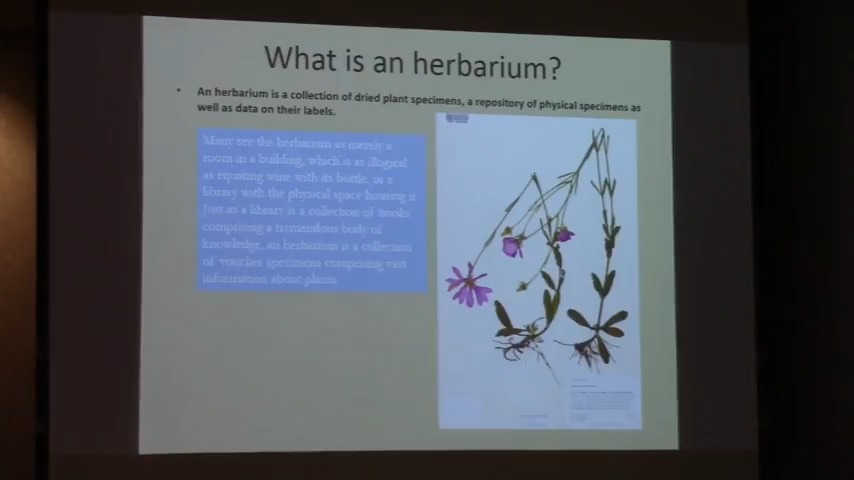 What is an herbarium?
• An herbarium is a collection of dried plant specimens, a repository of physical specimens as
well as data on their labels.
Many see the herbarium as merely a
room in a building, which is as illogical
as equating wine with its bottle, or a
library with the physical space housing it.
Just as a library is a collection of books
comprising a tremendous body of
knowledge, an herbarium is a collection
of voucher specimens comprising vast
information about plants.